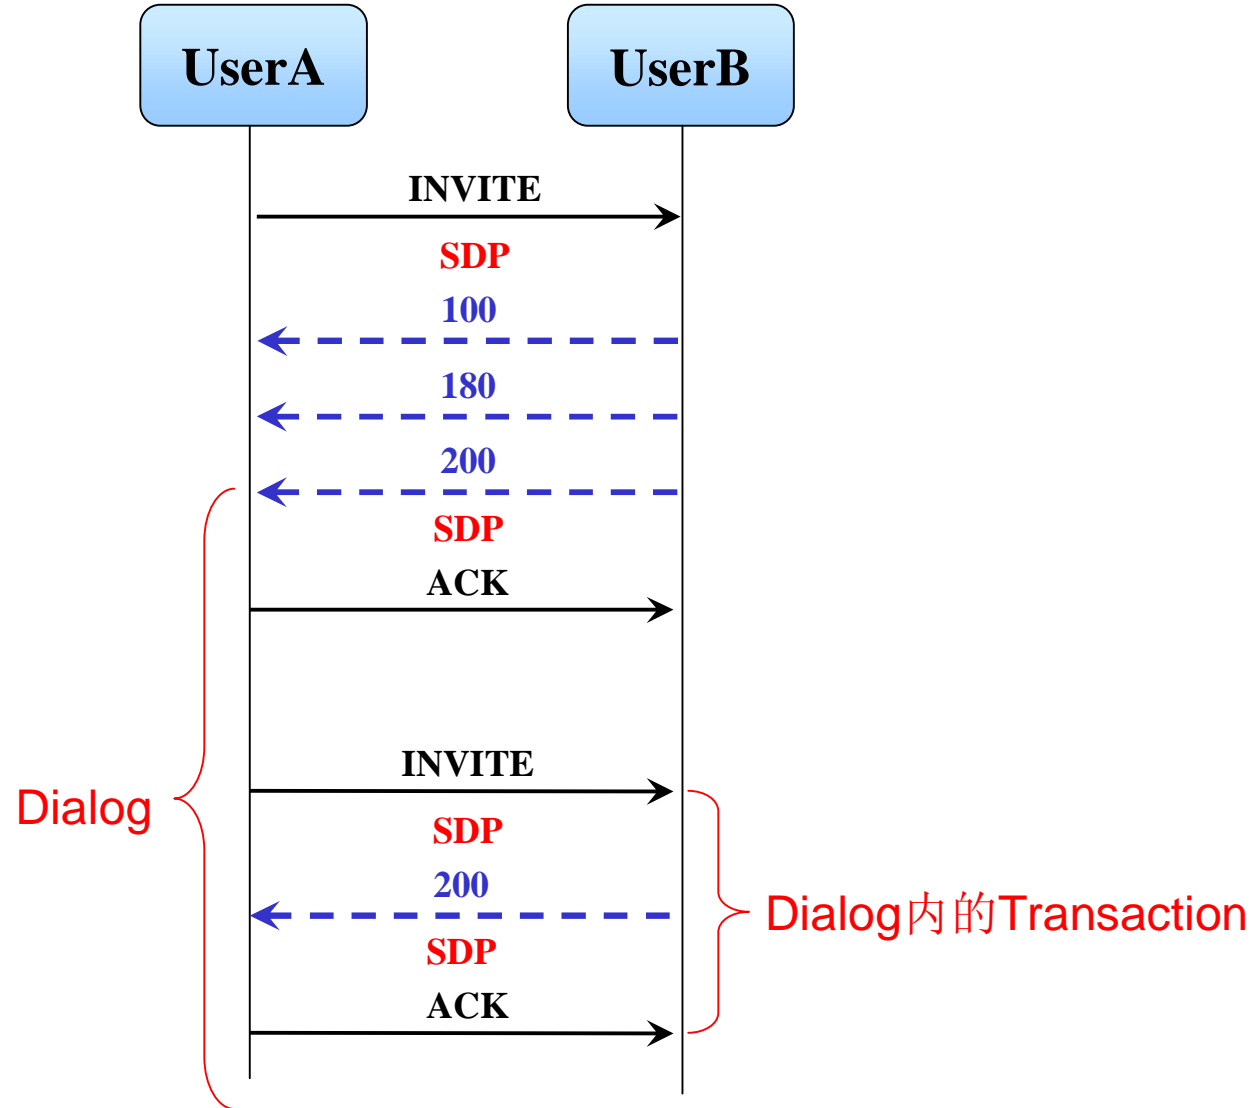 UserA
UserB
INVITE
SDP
100
180
200
SDP
ACK
INVITE
Dialog
SDP
200
Dialog内的Transaction
SDP
ACK